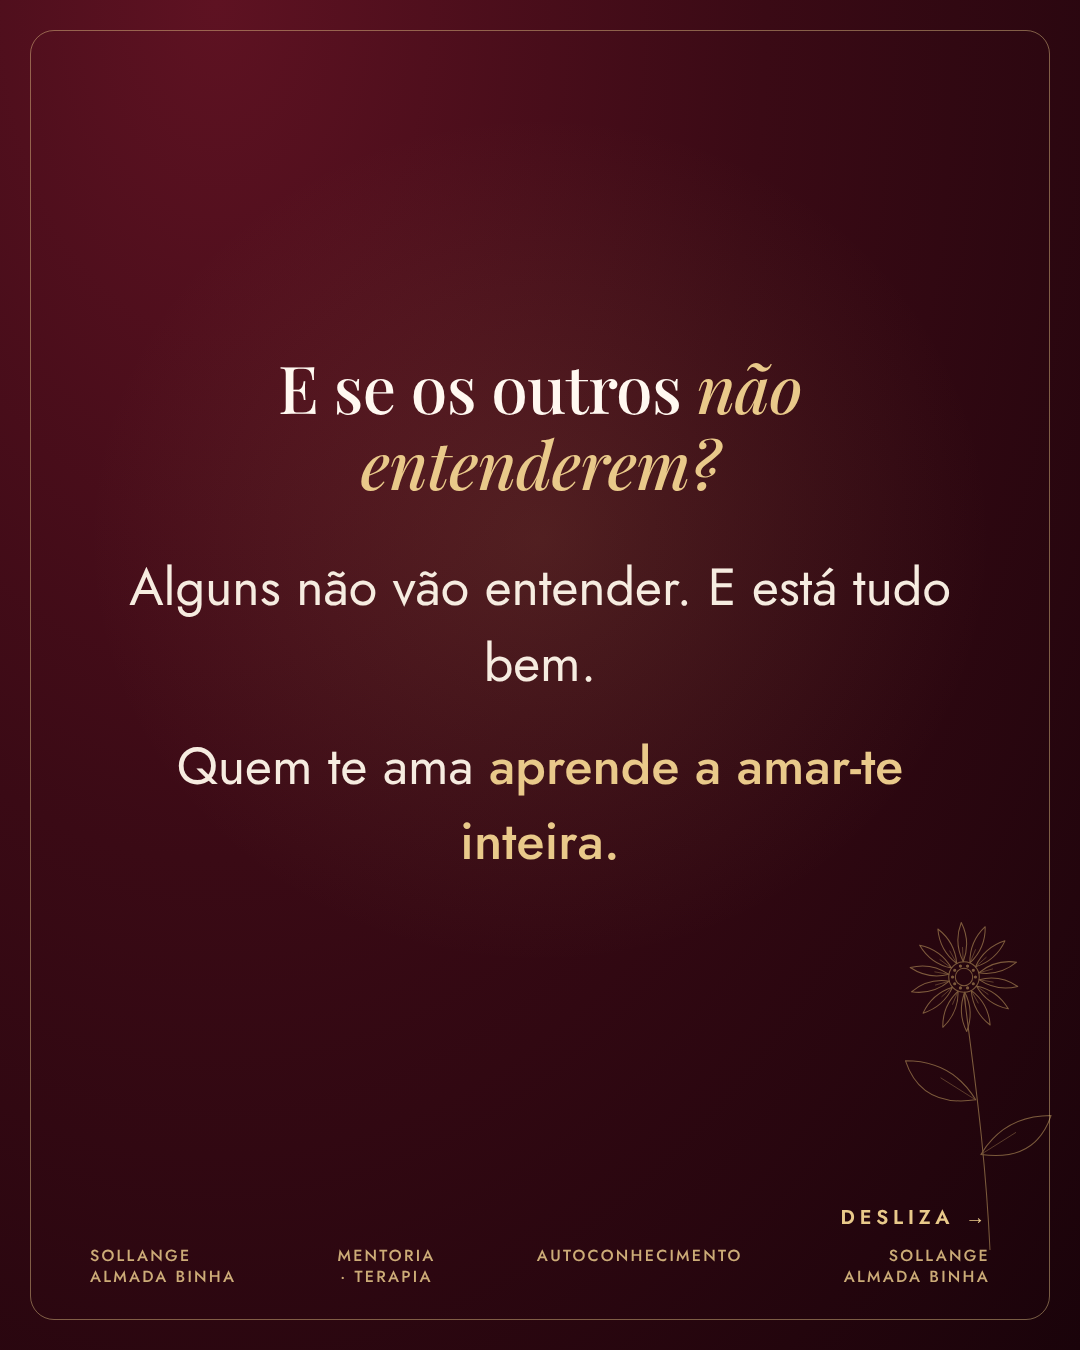 E se os outros não
entenderem?
Alguns não vão entender. E está tudo
bem.
Quem te ama aprende a amar-te
inteira.
DESLIZA →
SOLLANGE
ALMADA BINHA
MENTORIA
· TERAPIA
AUTOCONHECIMENTO
SOLLANGE
ALMADA BINHA